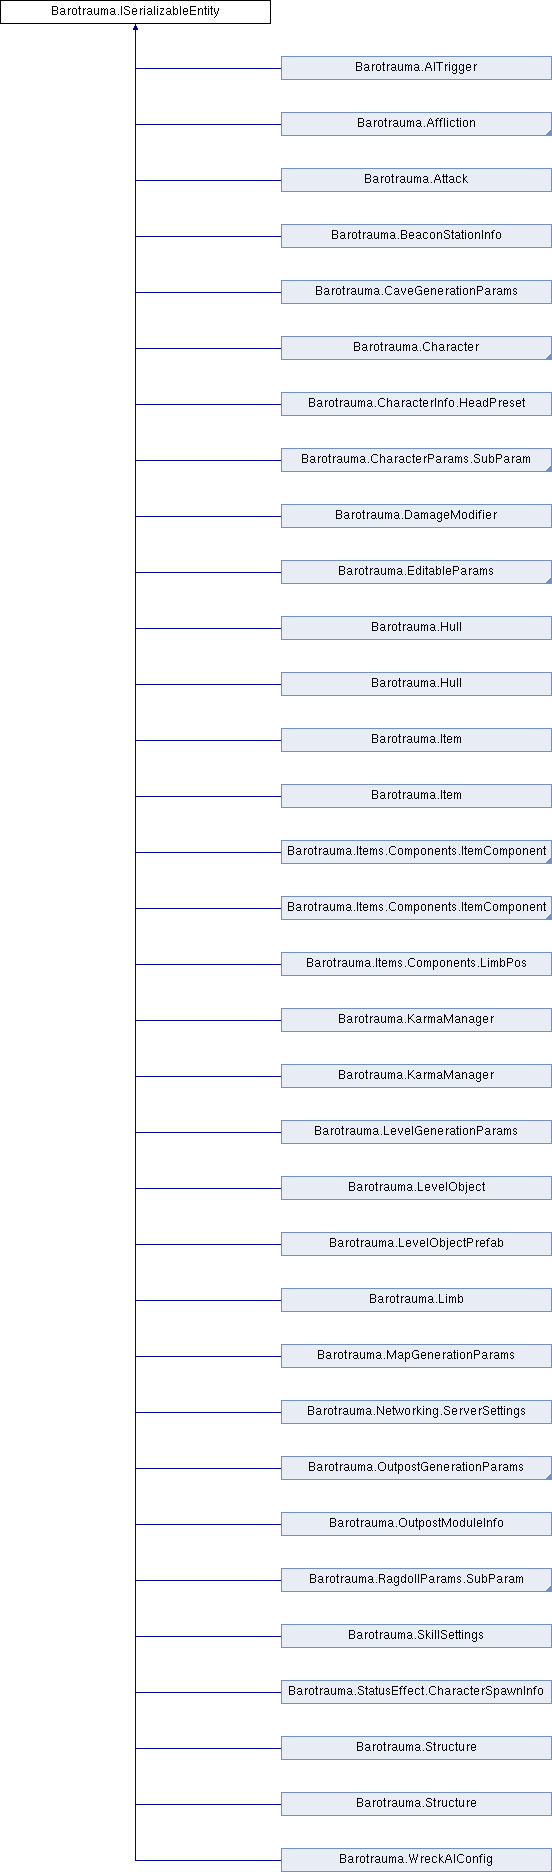 Barotrauma.ISerializableEntity
Barotrauma.AITrigger
Barotrauma.Affliction
Barotrauma.Attack
Barotrauma.BeaconStationInfo
Barotrauma.CaveGenerationParams
Barotrauma.Character
Barotrauma.CharacterInfo.HeadPreset
Barotrauma.CharacterParams.SubParam
Barotrauma.DamageModifier
Barotrauma.EditableParams
Barotrauma.Hull
Barotrauma.Hull
Barotrauma.Item
Barotrauma.Item
Barotrauma.Items.Components.ItemComponent
Barotrauma.Items.Components.ItemComponent
Barotrauma.Items.Components.LimbPos
Barotrauma.KarmaManager
Barotrauma.KarmaManager
Barotrauma.LevelGenerationParams
Barotrauma.LevelObject
Barotrauma.LevelObjectPrefab
Barotrauma.Limb
Barotrauma.MapGenerationParams
Barotrauma.Networking.ServerSettings
Barotrauma.OutpostGenerationParams
Barotrauma.OutpostModuleInfo
Barotrauma.RagdollParams.SubParam
Barotrauma.SkillSettings
Barotrauma.StatusEffect.CharacterSpawnInfo
Barotrauma.Structure
Barotrauma.Structure
Barotrauma.WreckAIConfig